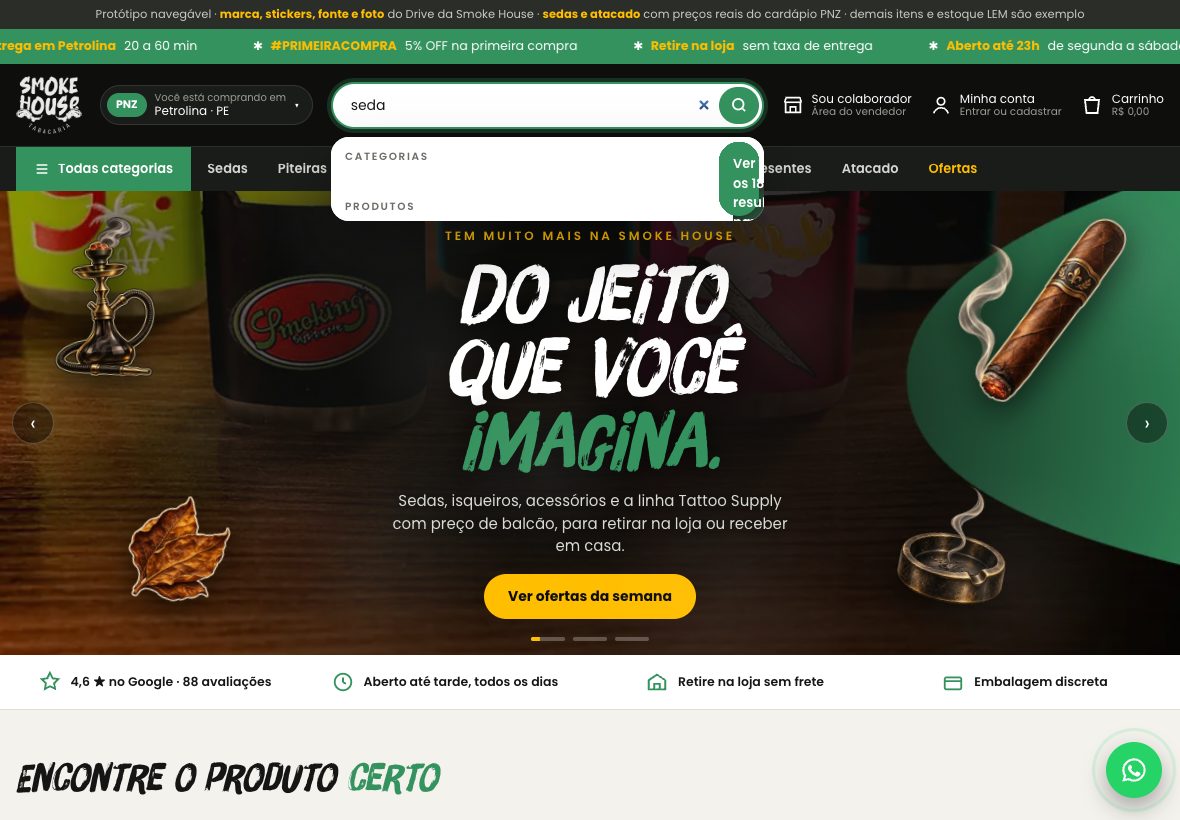 Protótipo navegável · marca, stickers, fonte e foto do Drive da Smoke House · sedas e atacado com preços reais do cardápio PNZ · demais itens e estoque LEM são exemplo
rega em Petrolina 20 a 60 min ✱ #PRIMEIRACOMPRA 5% OFF na primeira compra ✱ Retire na loja sem taxa de entrega ✱ Aberto até 23h de segunda a sábado
SMOKE
HOUSE
TABACARIA
PNZ
Você está comprando em
Petrolina · PE
seda
Sou colaborador
Área do vendedor
Minha conta
Entrar ou cadastrar
Carrinho
R$ 0,00
Todas categorias
Sedas
Piteiras
esentes
Atacado
Ofertas
CATEGORIAS
PRODUTOS
Ver
os 18
resul
TEM MUITO MAIS NA SMOKE HOUSE
Smoking
SUPREME
DO JEITO
QUE VOCÊ
IMAGINA.
Sedas, isqueiros, acessórios e a linha Tattoo Supply
com preço de balcão, para retirar na loja ou receber
em casa.
Ver ofertas da semana
4,6 ★ no Google · 88 avaliações
Aberto até tarde, todos os dias
Retire na loja sem frete
Embalagem discreta
ENCONTRE O PRODUTO CERTO